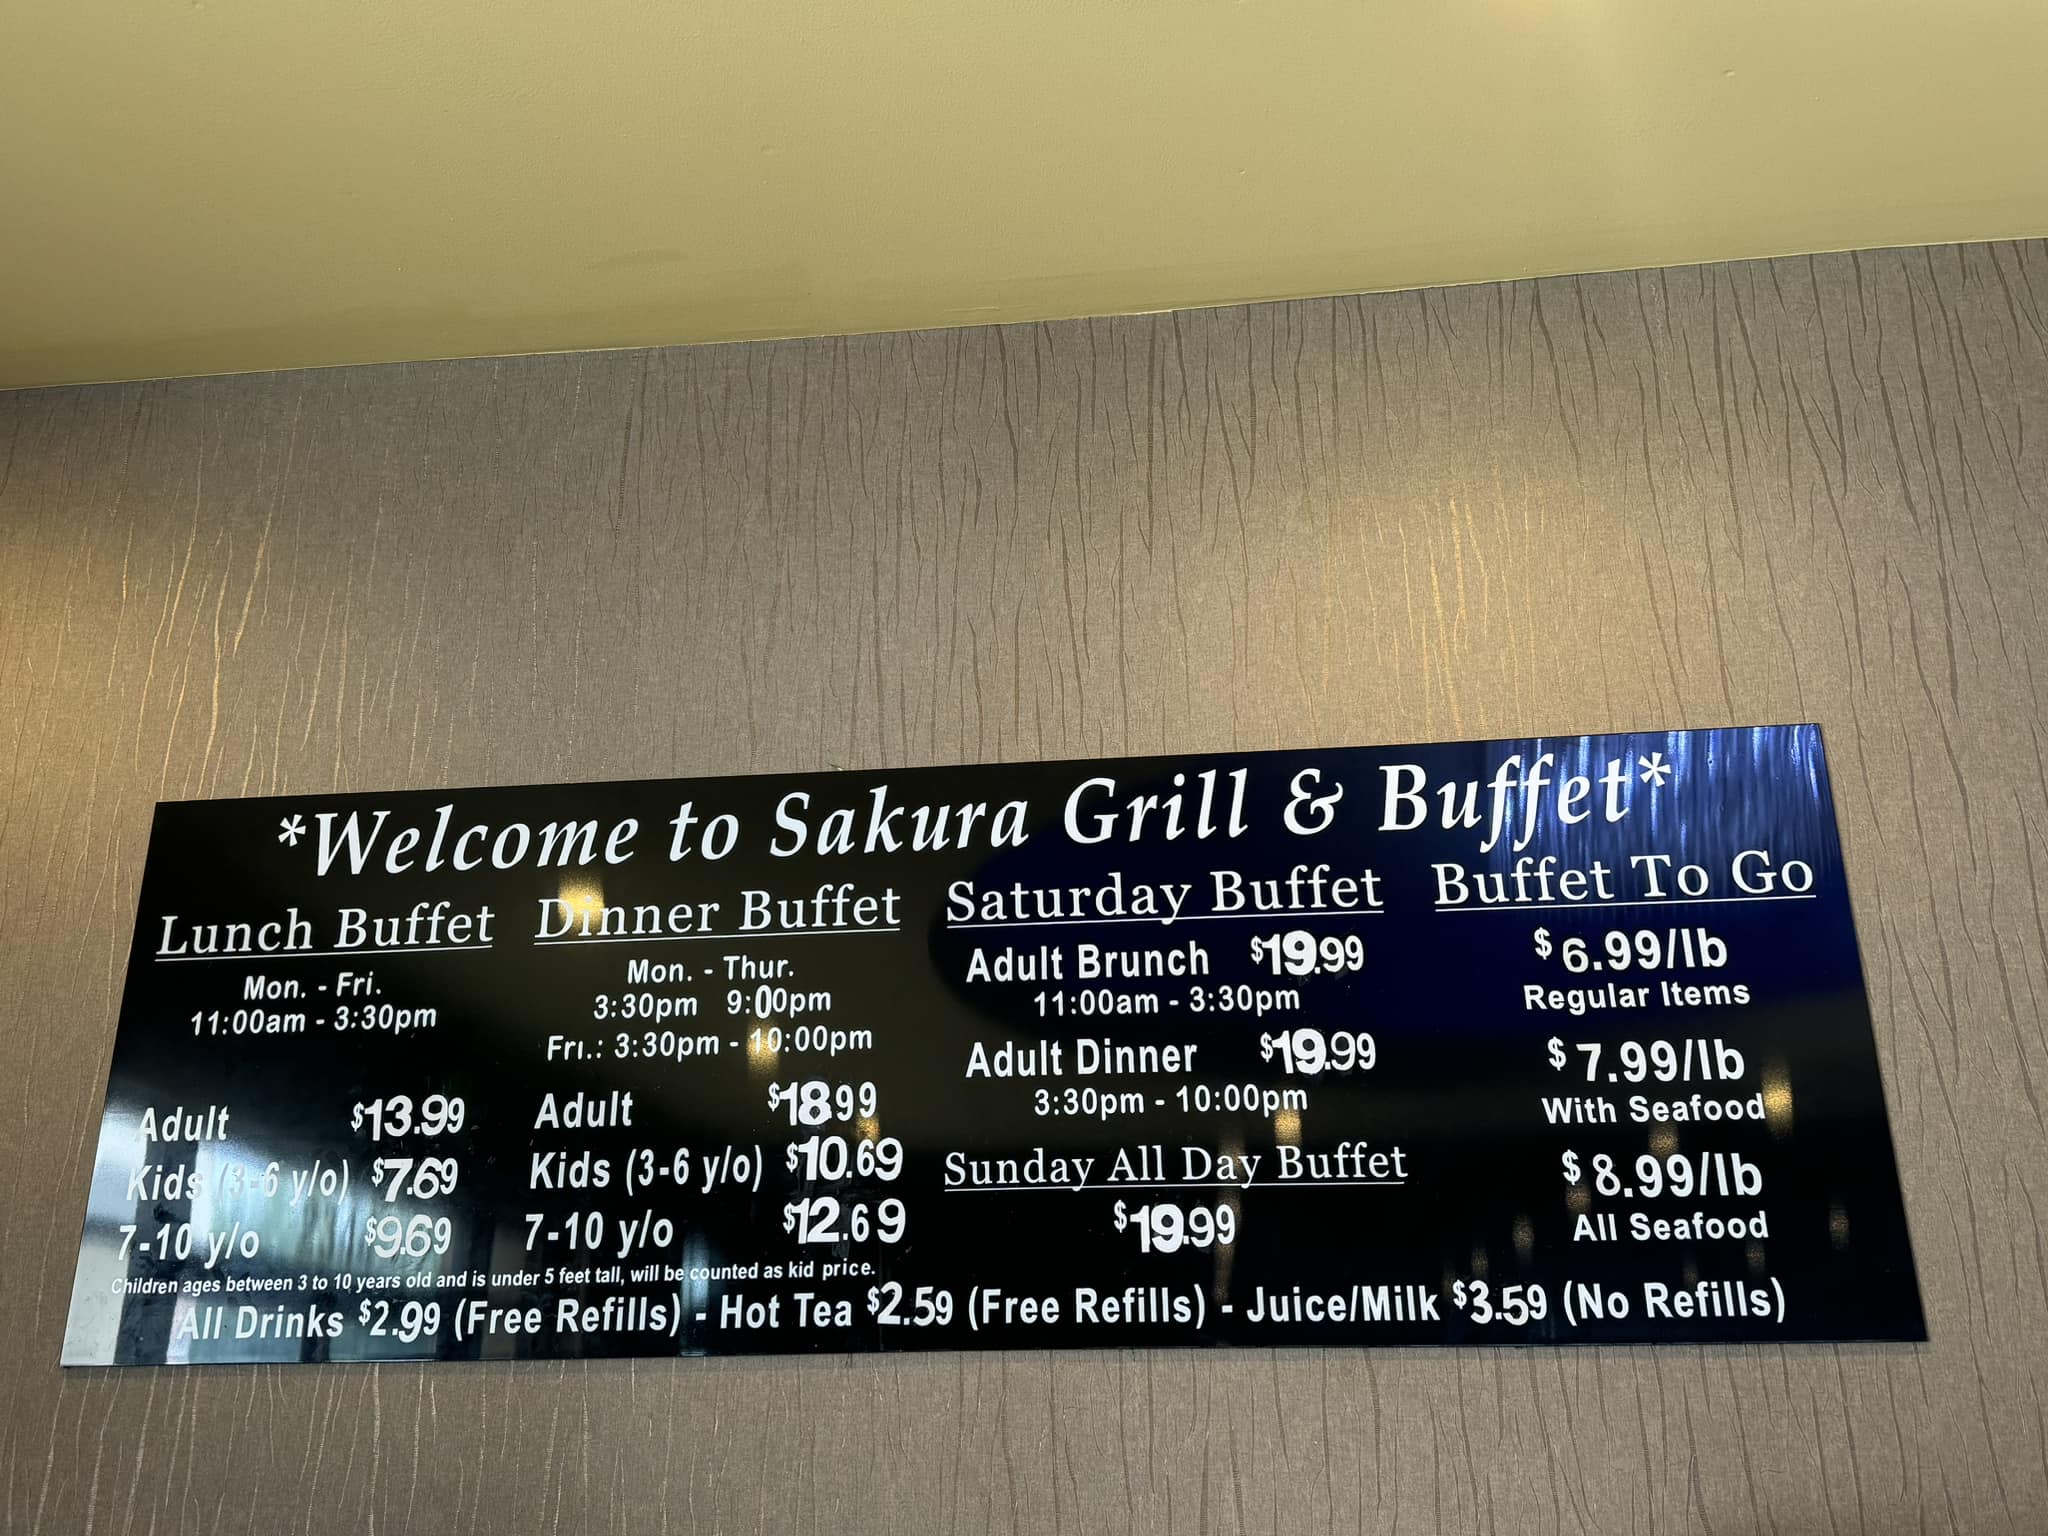 *Welcome to Sakura Grill & Buffet*
Lunch Buffet
Mon. - Fri.
11:00am - 3:30pm
Adult $13.99
Kids (3-6 y/o) $7.69
7-10 y/o $9.69
Dinner Buffet
Mon. - Thur.
3:30pm 9:00pm
Fri.: 3:30pm - 10:00pm
Adult $18.99
Kids (3-6 y/o) $10.69
7-10 y/o $12.69
Children ages between 3 to 10 years old and is under 5 feet tall, will be counted as kid price.
Saturday Buffet
Adult Brunch $19.99
11:00am - 3:30pm
Adult Dinner $19.99
3:30pm - 10:00pm
Sunday All Day Buffet
$19.99
Buffet To Go
$6.99/lb
Regular Items
$7.99/lb
With Seafood
$8.99/lb
All Seafood
All Drinks $2.99 (Free Refills) - Hot Tea $2.59 (Free Refills) - Juice/Milk $3.59 (No Refills)